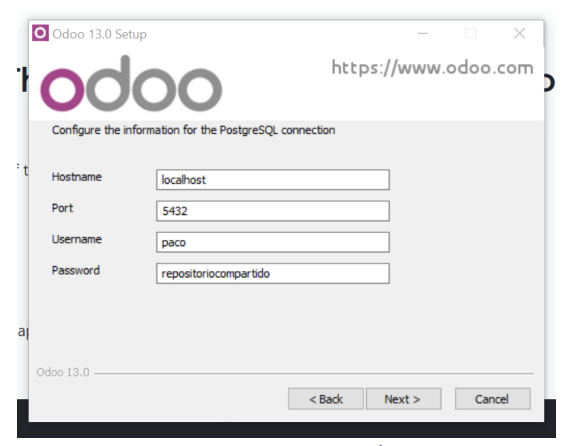 Odoo 13.0 Setup
odoo
https://www.odoo.com
Configure the information for the PostgreSQL connection
Hostname
localhost
Port
5432
Username
paco
Password
repositoriocompartido
Odoo 13.0
< Back
Next >
Cancel